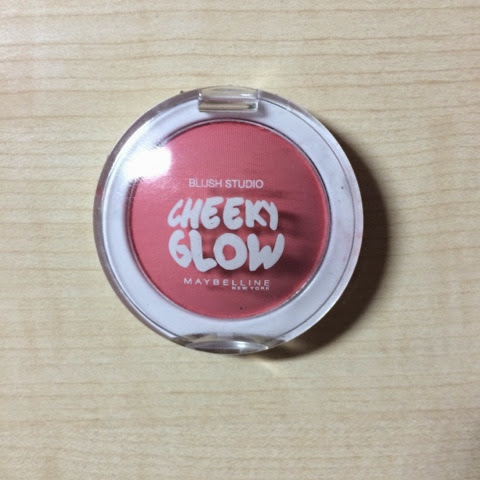 BLUSH STUDIO
CHEEKY
GLOW
MAYBELLINE
NEW YORK